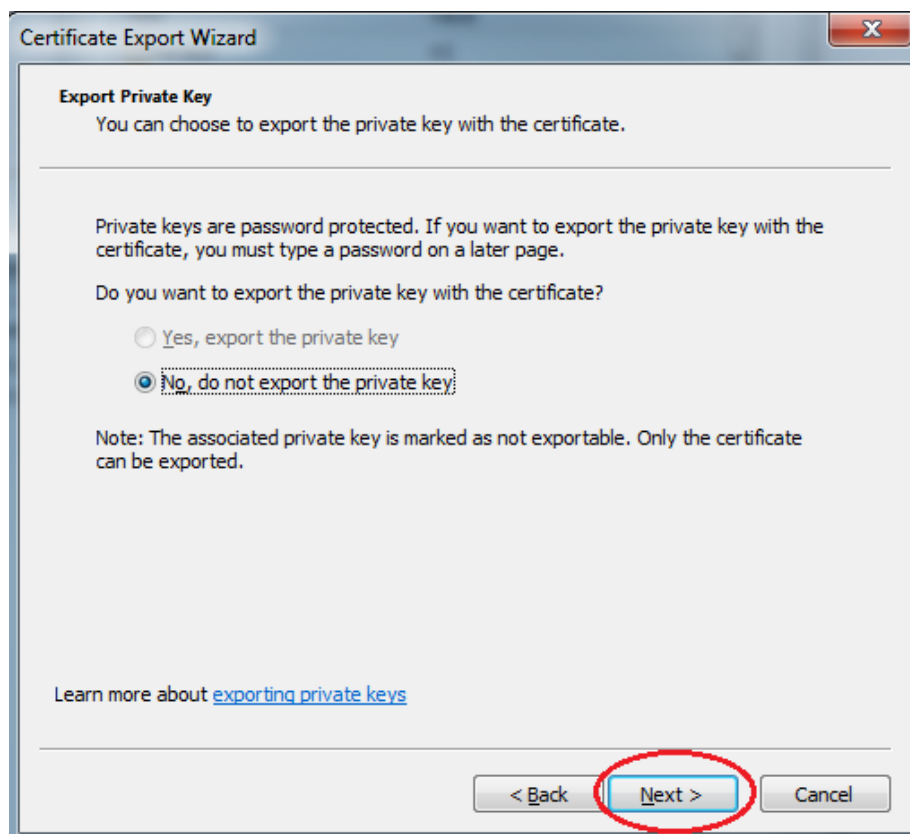 Certificate Export Wizard
Export Private Key
You can choose to export the private key with the certificate.
Private keys are password protected. If you want to export the private key with the
certificate, you must type a password on a later page.
Do you want to export the private key with the certificate?
Yes, export the private key
No, do not export the private key
Note: The associated private key is marked as not exportable. Only the certificate
can be exported.
Learn more about exporting private keys
< Back Next > Cancel